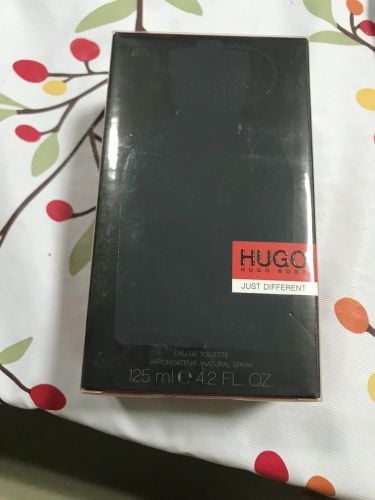 HUGO
HUGO BOSS
JUST DIFFERENT
EAU DE TOILETTE
VAPORISATEUR NATURAL SPRAY
125 ml ℮ 4.2 FL. OZ.